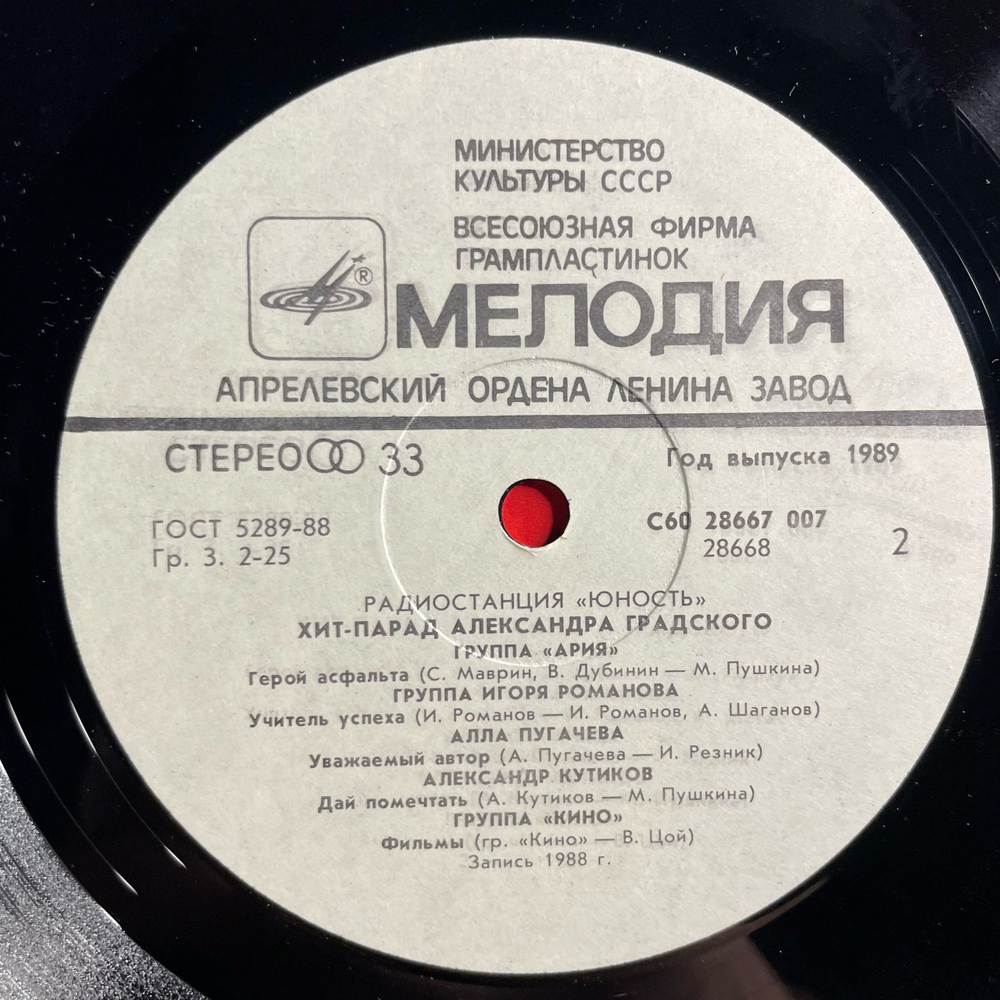 МИНИСТЕРСТВО
КУЛЬТУРЫ СССР
ВСЕСОЮЗНАЯ ФИРМА
ГРАМПЛАСТИНОК
®
МЕЛОДИЯ
АПРЕЛЕВСКИЙ ОРДЕНА ЛЕНИНА ЗАВОД
СТЕРЕО 33
Год выпуска 1989
ГОСТ 5289-88
Гр. 3. 2-25
С60 28667 007
28668
2
РАДИОСТАНЦИЯ «ЮНОСТЬ»
ХИТ-ПАРАД АЛЕКСАНДРА ГРАДСКОГО
ГРУППА «АРИЯ»
Герой асфальта (С. Маврин, В. Дубинин — М. Пушкина)
ГРУППА ИГОРЯ РОМАНОВА
Учитель успеха (И. Романов — И. Романов, А. Шаганов)
АЛЛА ПУГАЧЕВА
Уважаемый автор (А. Пугачева — И. Резник)
АЛЕКСАНДР КУТИКОВ
Дай помечтать (А. Кутиков — М. Пушкина)
ГРУППА «КИНО»
Фильмы (гр. «Кино» — В. Цой)
Запись 1988 г.